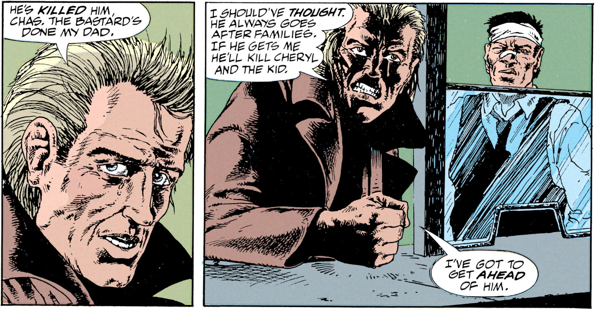 HE'S KILLED HIM,
CHAS. THE BASTARD'S
DONE MY DAD.
I SHOULD'VE THOUGHT.
HE ALWAYS GOES
AFTER FAMILIES.
IF HE GETS ME
HE'LL KILL CHERYL
AND THE KID.
I'VE GOT TO
GET AHEAD
OF HIM.